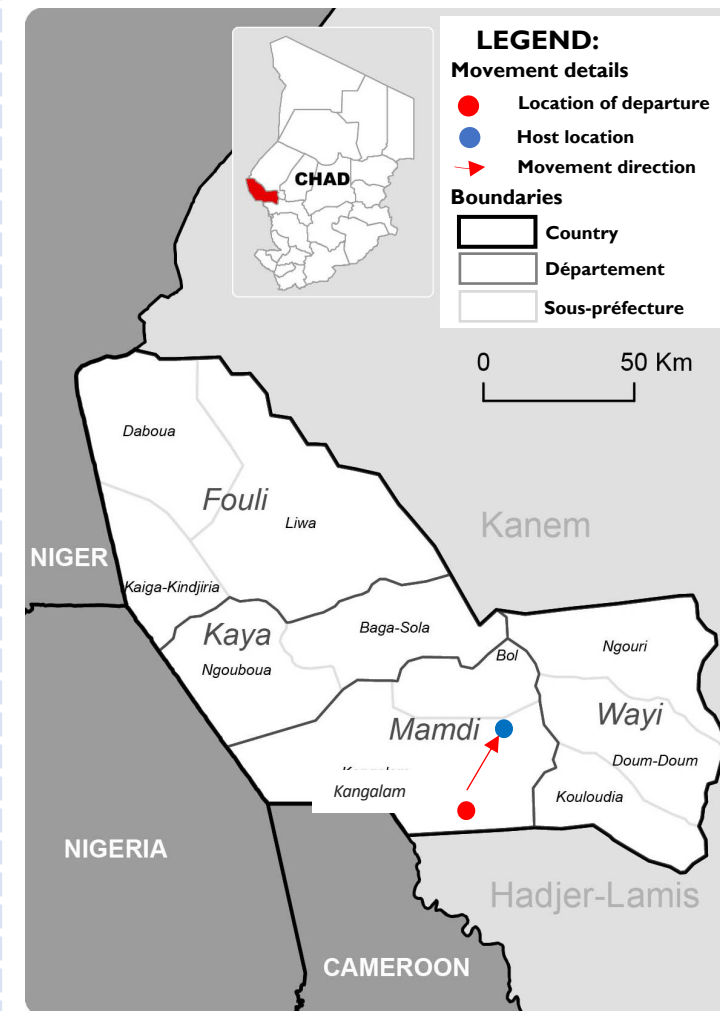 LEGEND:
Movement details
Location of departure
Host location
Movement direction
Boundaries
Country
Département
Sous-préfecture
CHAD
0 50 Km
Daboua
Fouli
Liwa
Kanem
NIGER
Kaiga-Kindjiria
Kaya
Baga-Sola
Ngouboua
Bol
Ngouri
Mamdi
Wayi
Doum-Doum
Kangalam
Kouloudia
NIGERIA
Hadjer-Lamis
CAMEROON